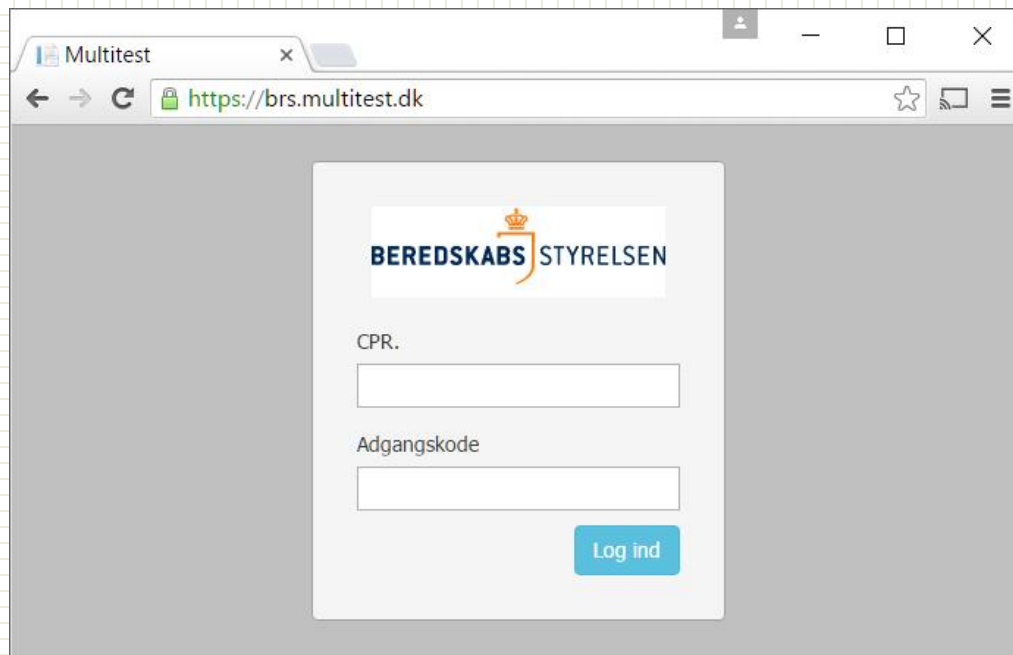 Multitest
https://brs.multitest.dk
BEREDSKABS STYRELSEN
CPR.
Adgangskode
Log ind